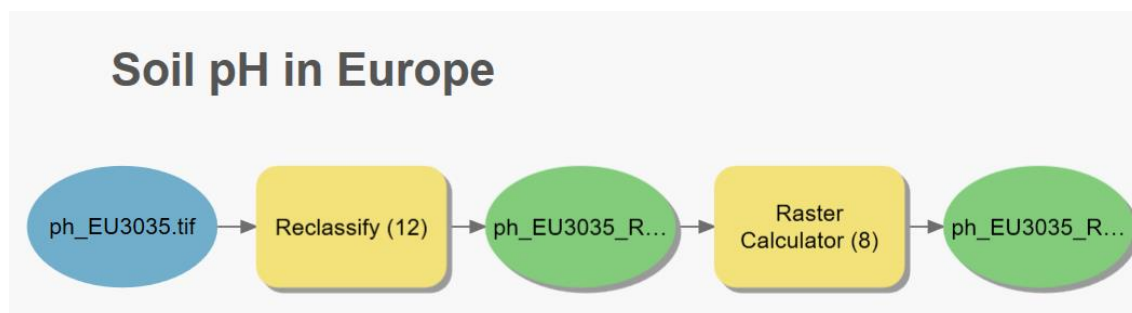 Soil pH in Europe
ph_EU3035.tif
Reclassify (12)
ph_EU3035_R...
Raster
Calculator (8)
ph_EU3035_R...